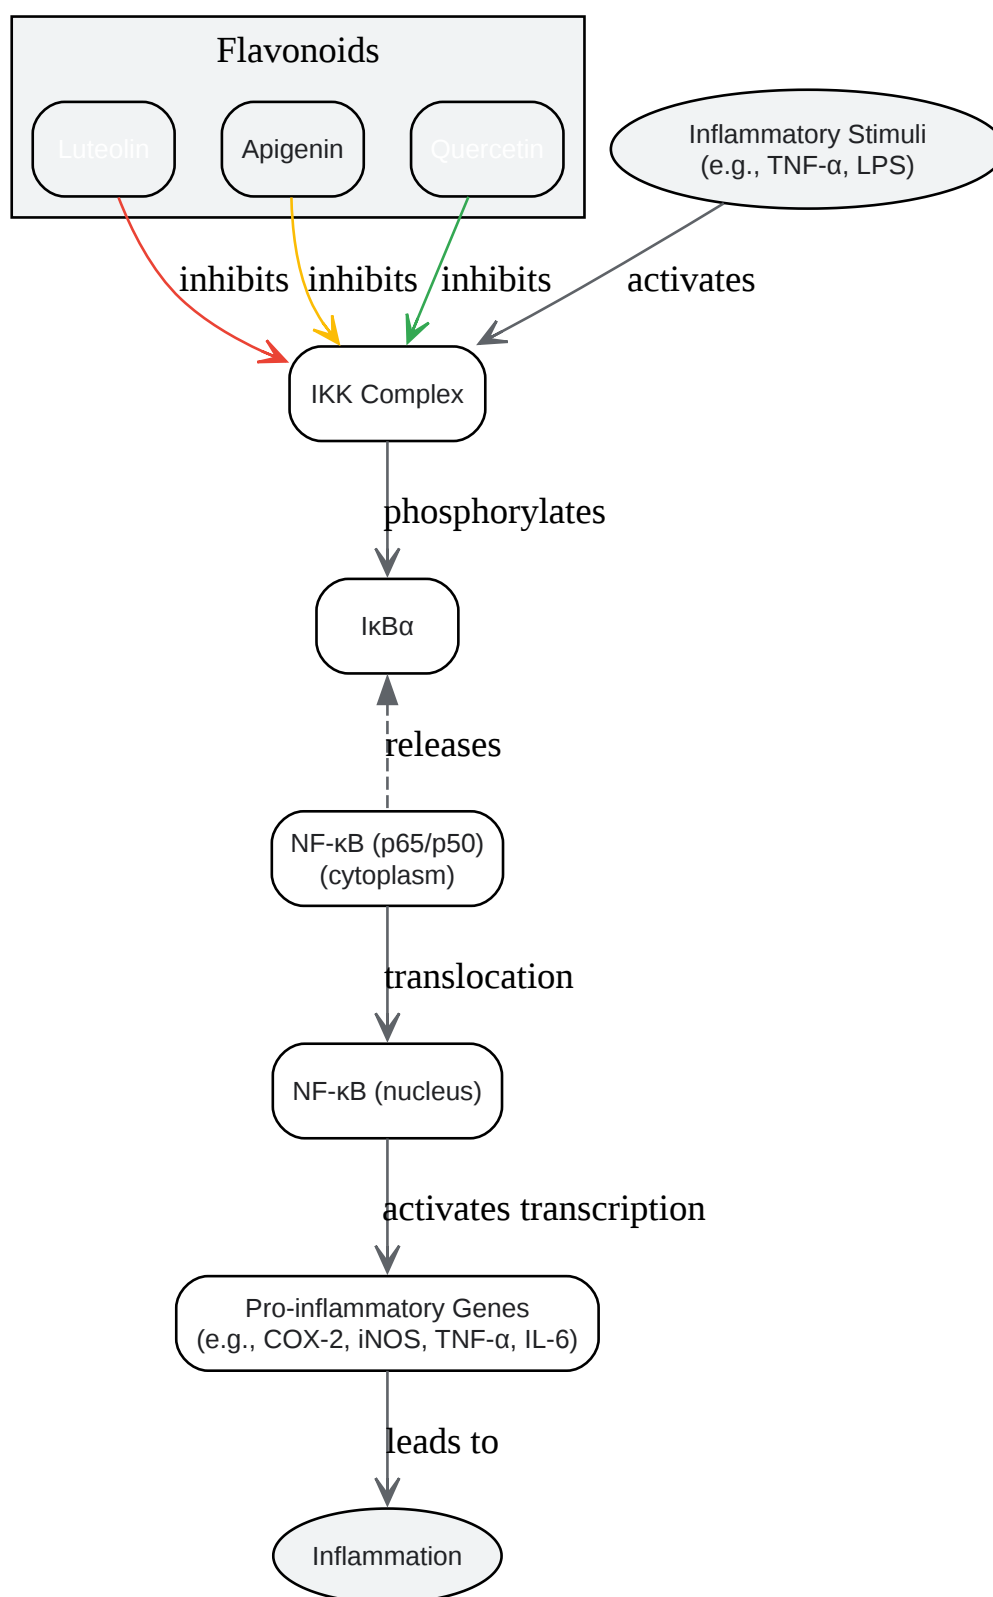 Flavonoids
Luteolin
Apigenin
Quercetin
Inflammatory Stimuli
(e.g., TNF-α, LPS)
inhibits
inhibits
inhibits
activates
IKK Complex
phosphorylates
IκBα
releases
NF-κB (p65/p50)
(cytoplasm)
translocation
NF-κB (nucleus)
activates transcription
Pro-inflammatory Genes
(e.g., COX-2, iNOS, TNF-α, IL-6)
leads to
Inflammation